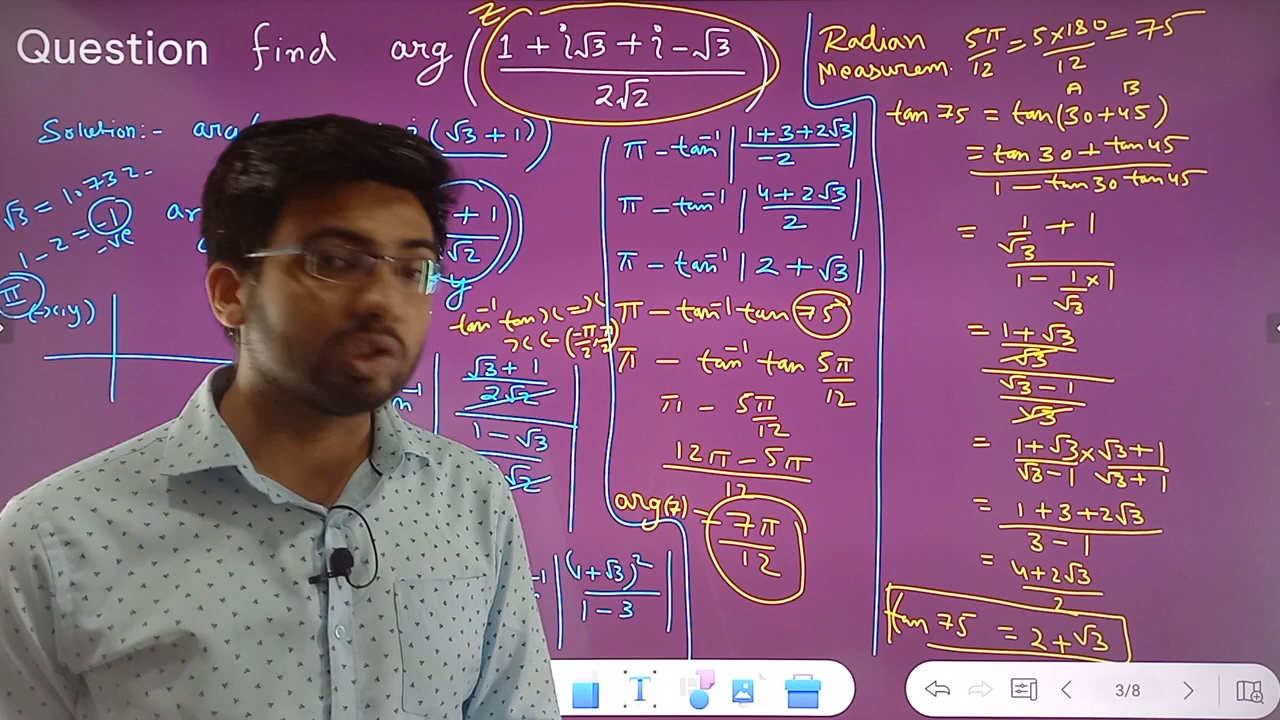 Question find arg(1 + i√3 + i - √3 / 2√2)
z
Solution:- arg( i(√3 + 1))
√3 = 1.732-
1 - 2 = -1
-ve
π
(-x, y)
+ 1
√2
y
tan⁻¹ tan x = x
x ∈ (-π/2, π/2)
| √3 + 1 / 2√2 / 1 - √3 / √2 |
| (1+√3)² / 1 - 3 |
π - tan⁻¹ | 1 + 3 + 2√3 / -2 |
π - tan⁻¹ | 4 + 2√3 / 2 |
π - tan⁻¹ | 2 + √3 |
π - tan⁻¹ tan 75
π - tan⁻¹ tan 5π/12
π - 5π/12
12π - 5π / 12
arg(z) = 7π/12
Radian measurem. 5π/12 = 5×180/12 = 75
A B
tan 75 = tan(30+45)
= tan 30 + tan 45 / 1 - tan 30 tan 45
= 1/√3 + 1 / 1 - 1/√3 × 1
= 1 + √3 / √3 / √3 - 1 / √3
= 1+√3 / √3-1 × √3+1 / √3+1
= 1 + 3 + 2√3 / 3 - 1
= 4 + 2√3 / 2
tan 75 = 2 + √3
T
3/8